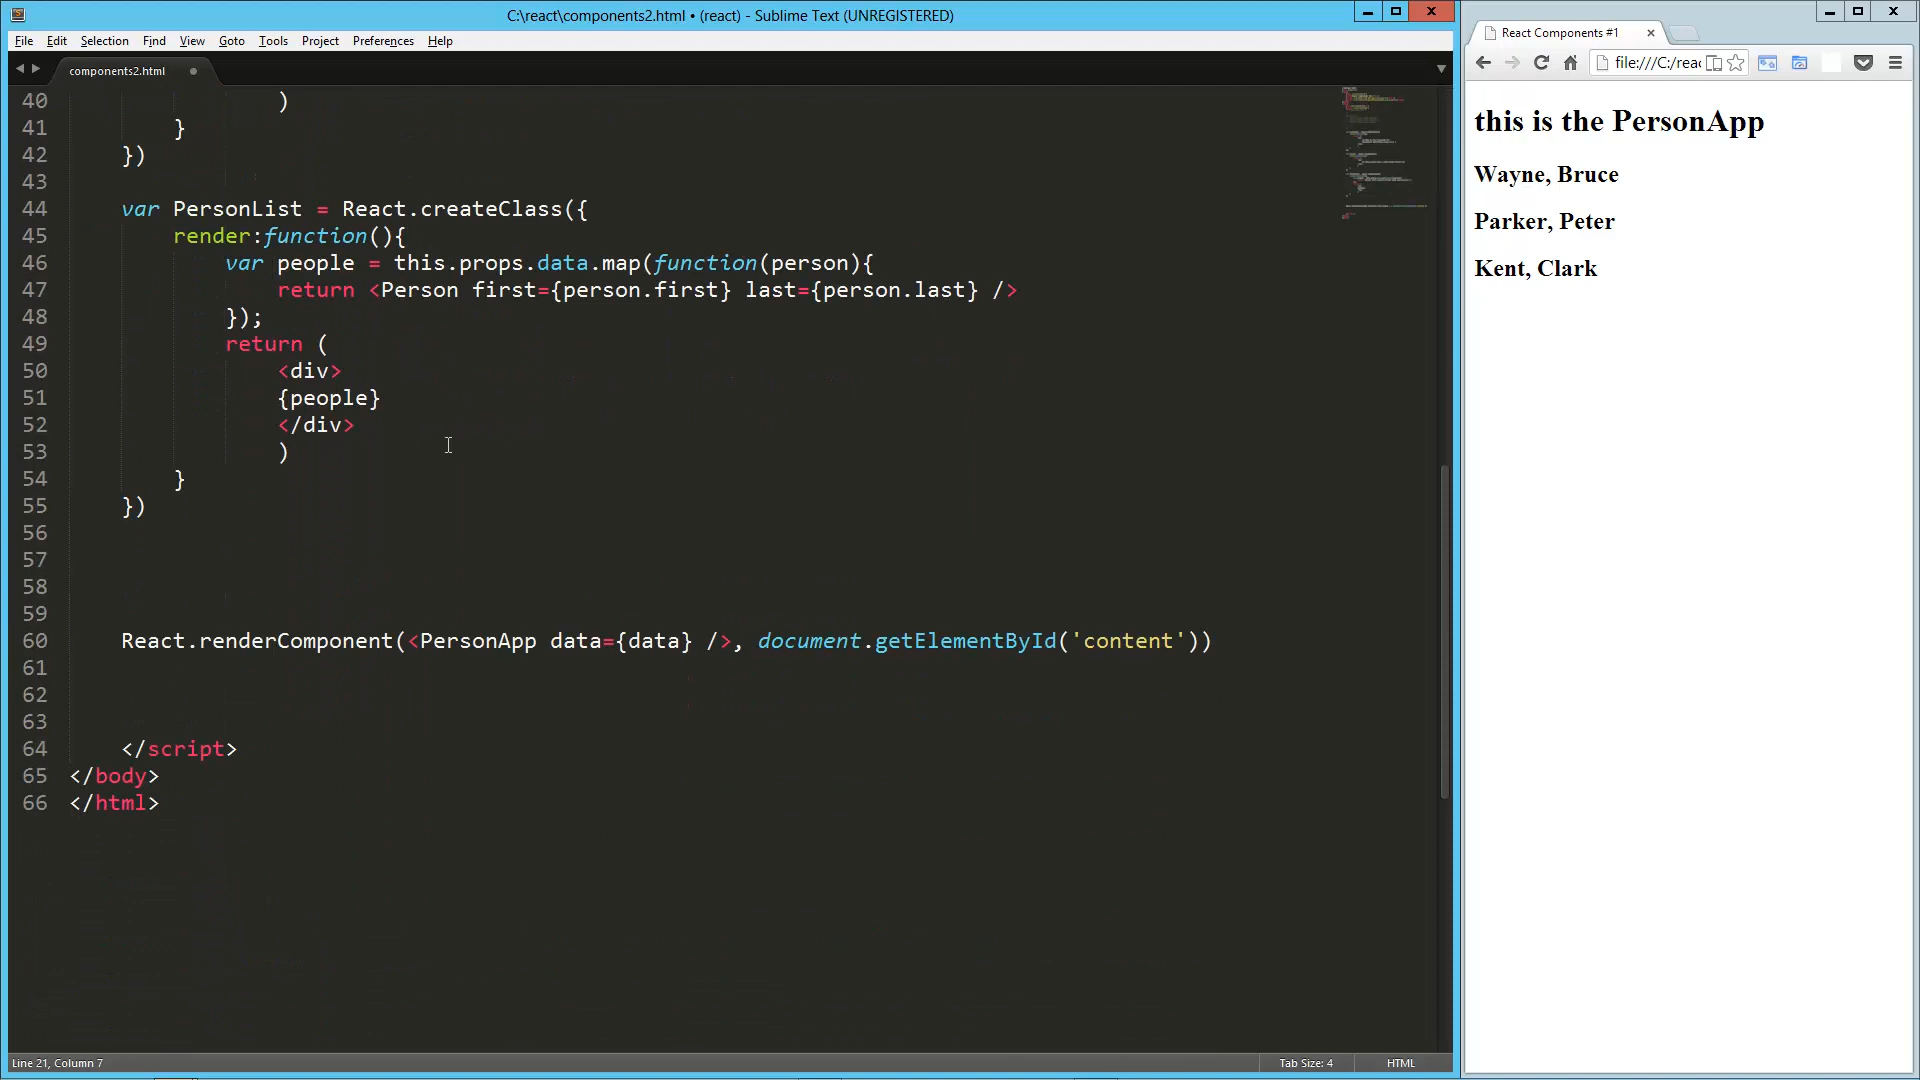 C:\react\components2.html • (react) - Sublime Text (UNREGISTERED)
File Edit Selection Find View Goto Tools Project Preferences Help
components2.html
40 )
41 }
42 })
43
44 var PersonList = React.createClass({
45 render:function(){
46 var people = this.props.data.map(function(person){
47 return <Person first={person.first} last={person.last} />
48 });
49 return (
50 <div>
51 {people}
52 </div>
53 )
54 }
55 })
56
57
58
59
60 React.renderComponent(<PersonApp data={data} />, document.getElementById('content'))
61
62
63
64 </script>
65 </body>
66 </html>
Line 21, Column 7
Tab Size: 4
HTML
React Components #1
file:///C:/reac
this is the PersonApp
Wayne, Bruce
Parker, Peter
Kent, Clark